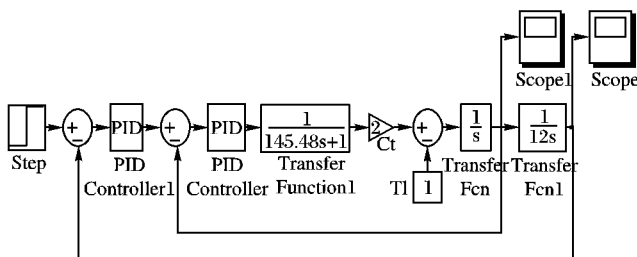 Scope1
Scope
+
−
PID
+
−
PID
1
145.48s+1
2
+
−
1
s
1
12s
Step
PID
Controller1
PID
Controller
Transfer
Function1
Ct
Tl
1
Transfer
Fcn
Transfer
Fcn1